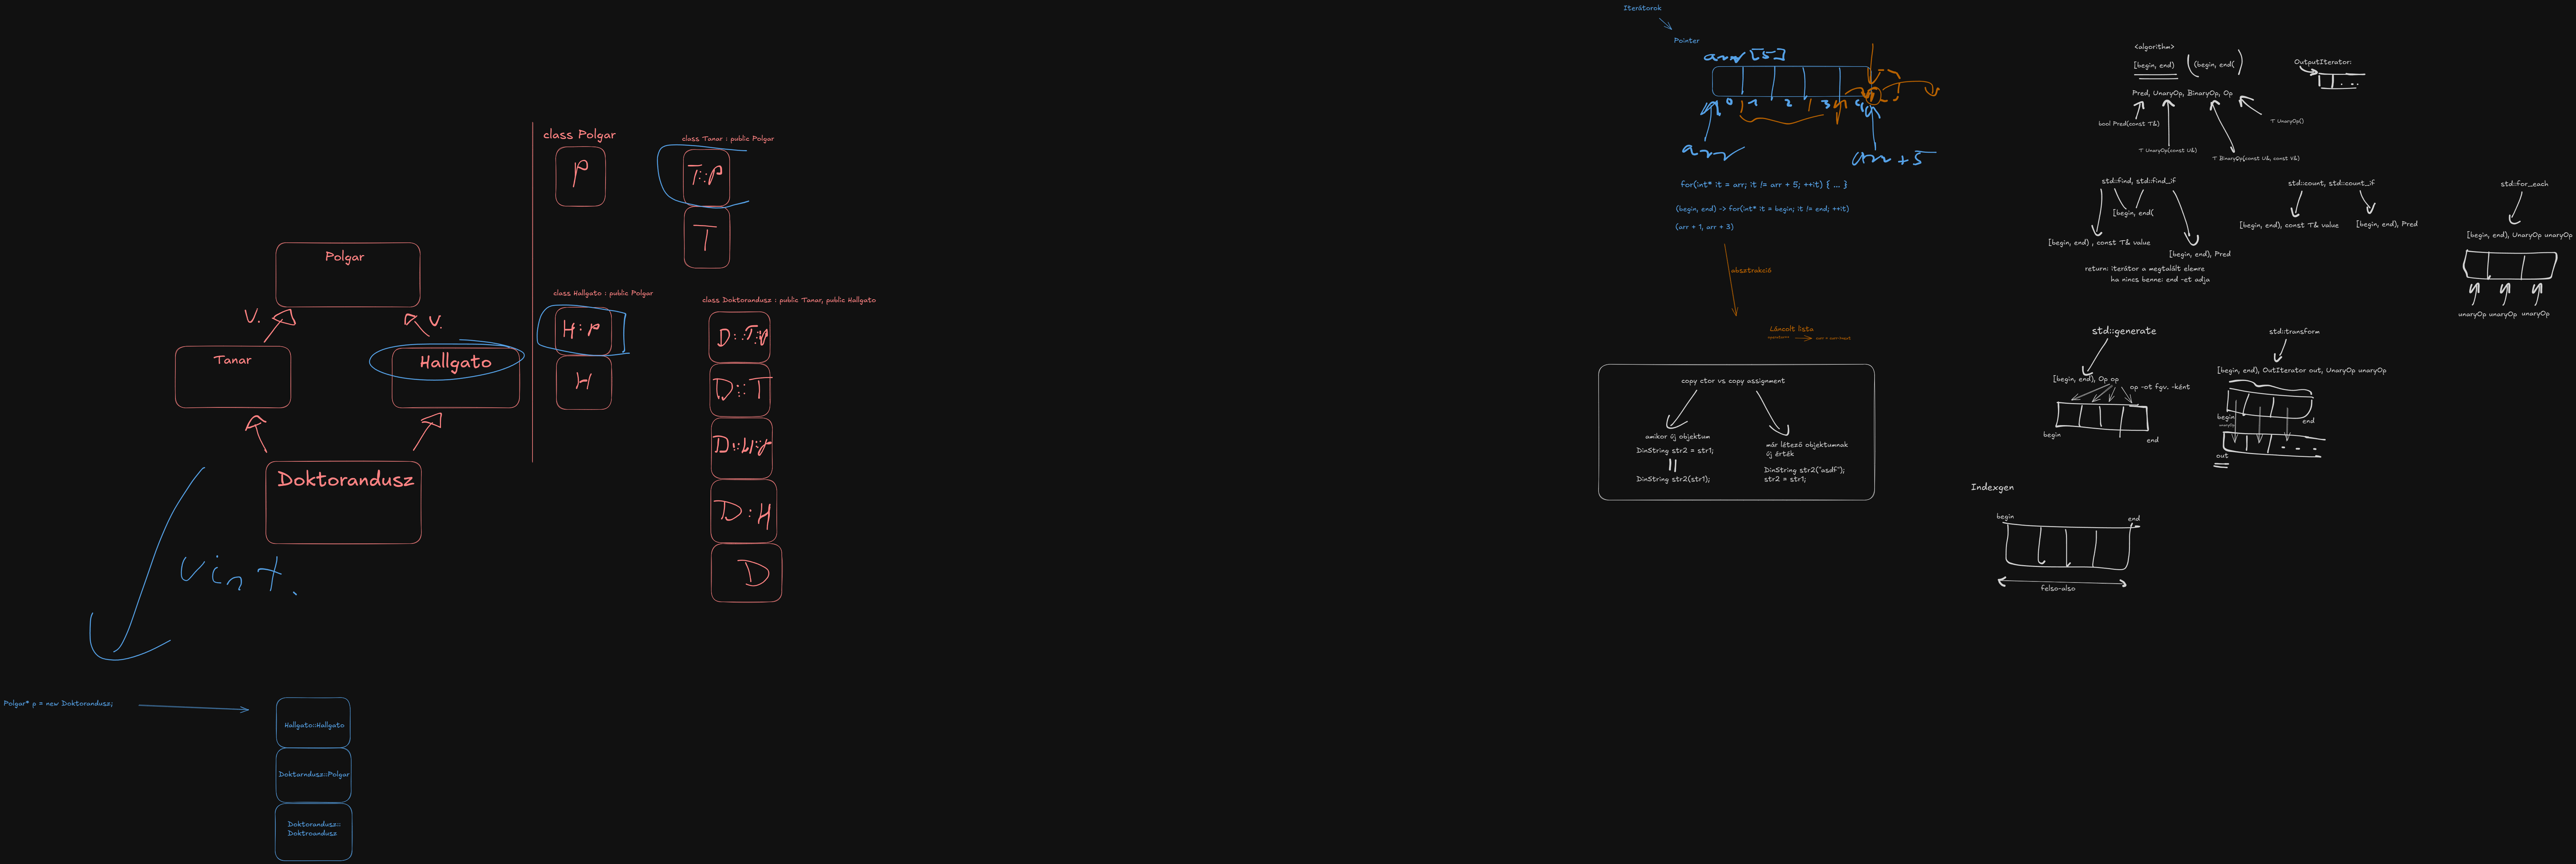 Polgar
V.
V.
Tanar
Hallgato
Doktorandusz
vint.
Polgar* p = new Doktorandusz;
Hallgato::Hallgato
Doktarndusz::Polgar
Doktorandusz::
Doktroandusz
class Polgar
P
class Tanar : public Polgar
T::P
T
class Hallgato : public Polgar
H:P
H
class Doktorandusz : public Tanar, public Hallgato
D::T:P
D::T
D::H::P
D:H
D
Iterátorok
Pointer
arr [5]
0 1 2 3 4
arr
arr + 5
for(int* it = arr; it != arr + 5; ++it) { ... }
(begin, end) -> for(int* it = begin; it != end; ++it)
(arr + 1, arr + 3)
absztrakció
Láncolt lista
copy ctor vs copy assignment
amikor új objektum
DinString str2 = str1;
DinString str2(str1);
már létező objektumnak
új érték
DinString str2("asdf");
str2 = str1;
<algorithm>
[begin, end)
(begin, end(
OutputIterator:
Pred, UnaryOp, BinaryOp, Op
bool Pred(const T&)
T UnaryOp()
T UnaryOp(const U&)
T BinaryOp(const U&, const V&)
std::find, std::find_if
[begin, end(
[begin, end) , const T& value
[begin, end), Pred
return: iterátor a megtalált elemre
ha nincs benne: end -et adja
std::count, std::count_if
[begin, end), const T& value
[begin, end), Pred
std::for_each
[begin, end), UnaryOp unaryOp
unaryOp unaryOp unaryOp
std::generate
[begin, end), Op op
op -ot fgv. -ként
begin
end
std::transform
[begin, end), OutIterator out, UnaryOp unaryOp
begin
end
unaryOp
out
Indexgen
begin
end
felso-also